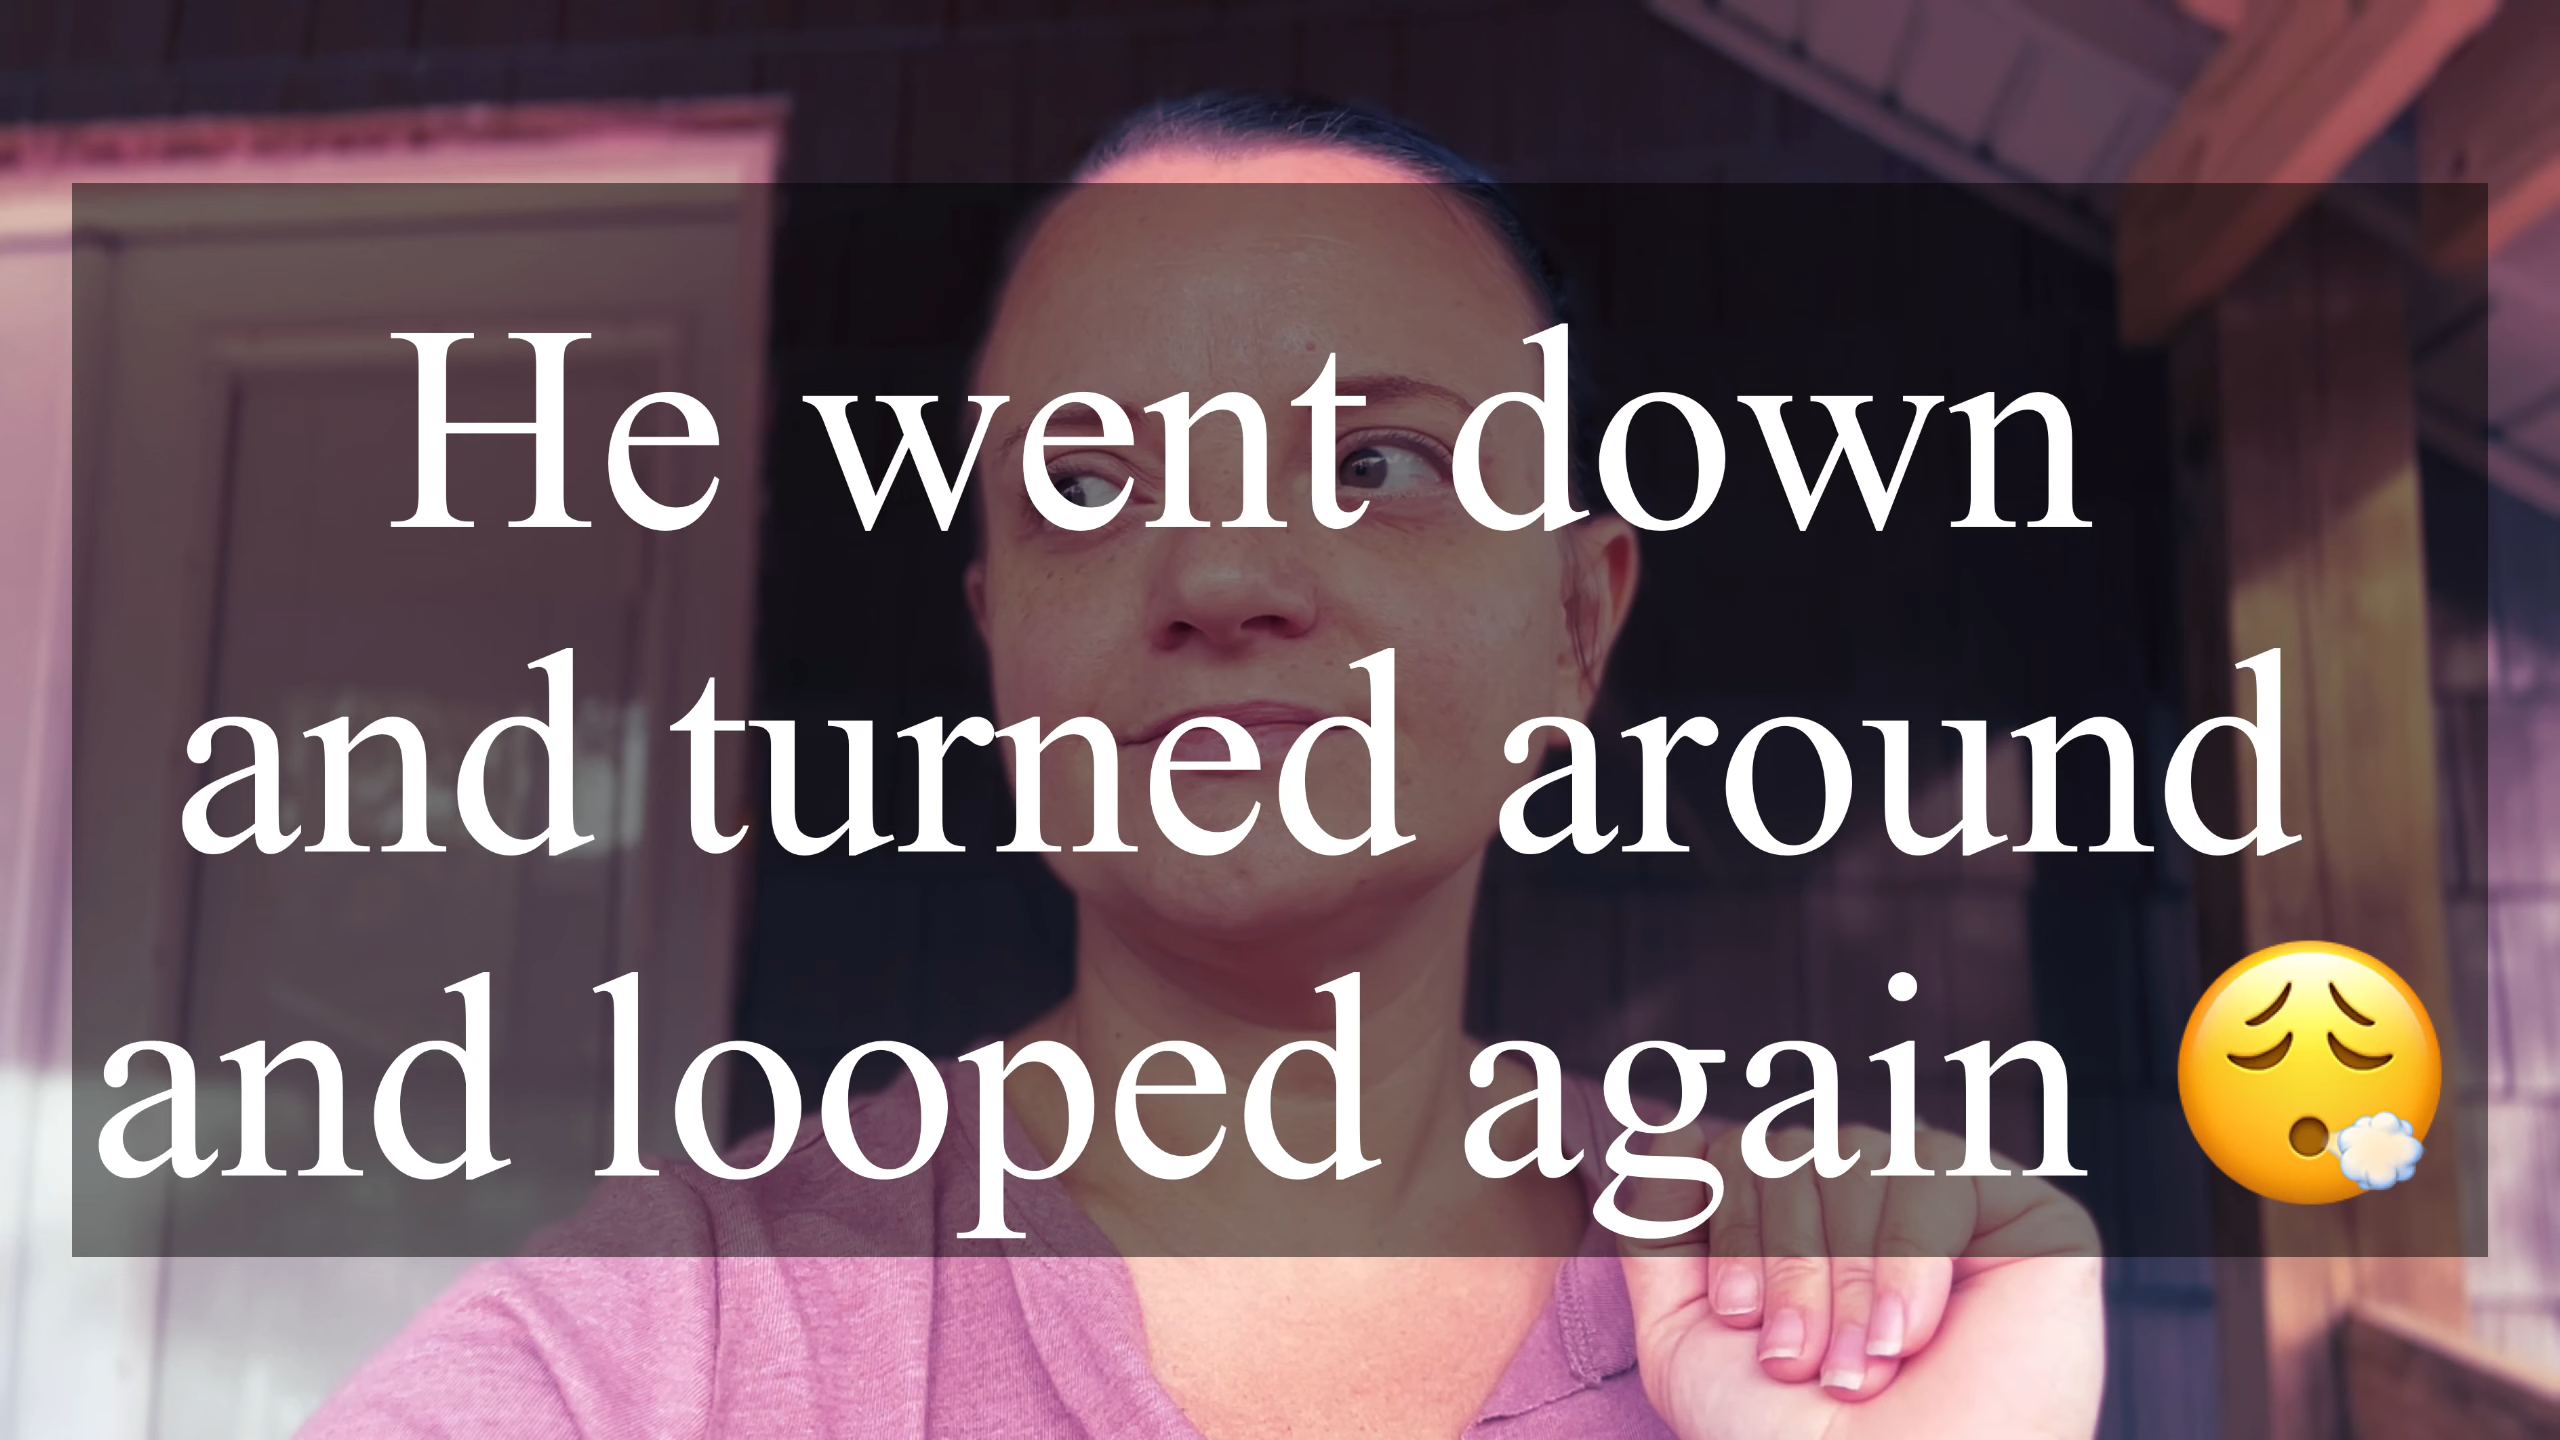 He went down
and turned around
and looped again 😮‍💨